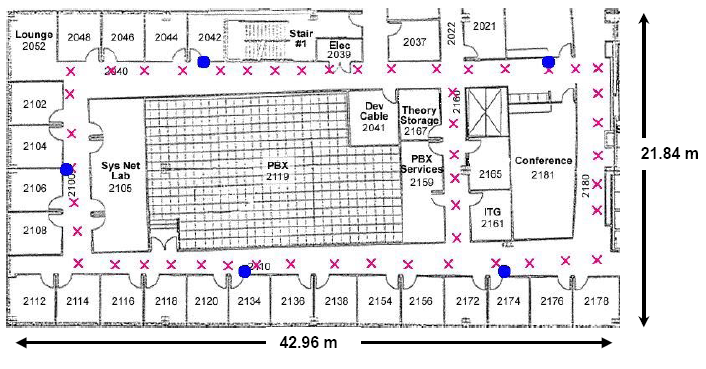 Lounge
2052
2048
2046
2044
2042
Stair
#1
Elec
2039
2037
2022
2021
2040
2102
2104
2106
2108
2100
Sys Net
Lab
2105
PBX
2119
Dev
Cable
2041
Theory
Storage
2167
2160
PBX
Services
2159
2165
ITG
2161
Conference
2181
2180
21.84 m
2110
2112
2114
2116
2118
2120
2134
2136
2138
2154
2156
2172
2174
2176
2178
42.96 m